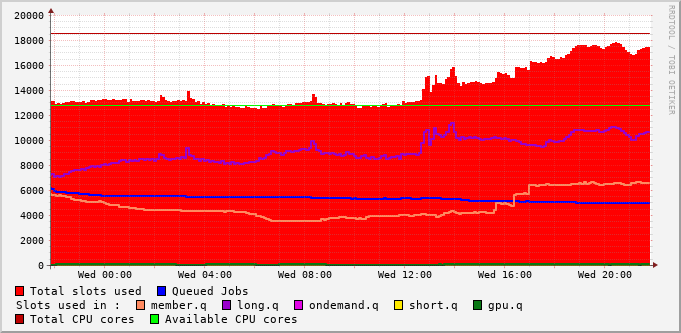 20000
18000
16000
14000
12000
10000
8000
6000
4000
2000
0
Wed 00:00 Wed 04:00 Wed 08:00 Wed 12:00 Wed 16:00 Wed 20:00
Total slots used Queued Jobs
Slots used in : member.q long.q ondemand.q short.q gpu.q
Total CPU cores Available CPU cores
RRDTOOL / TOBI OETIKER